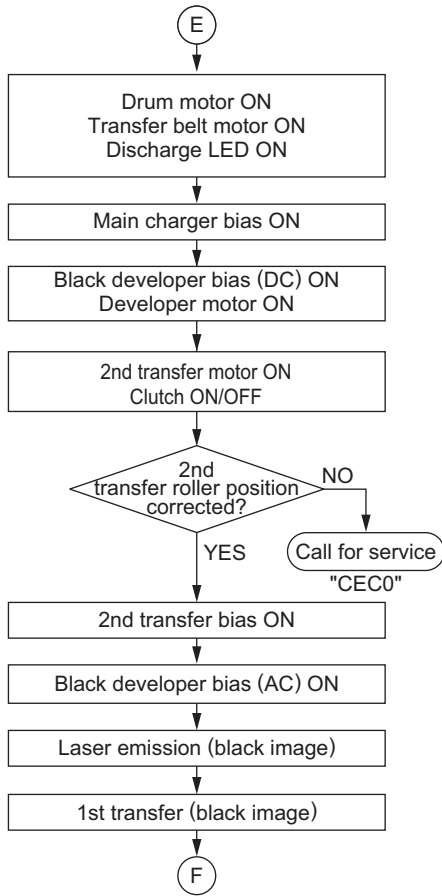 E
Drum motor ON
Transfer belt motor ON
Discharge LED ON
Main charger bias ON
Black developer bias (DC) ON
Developer motor ON
2nd transfer motor ON
Clutch ON/OFF
2nd
transfer roller position
corrected?
NO
YES
Call for service
"CEC0"
2nd transfer bias ON
Black developer bias (AC) ON
Laser emission (black image)
1st transfer (black image)
F